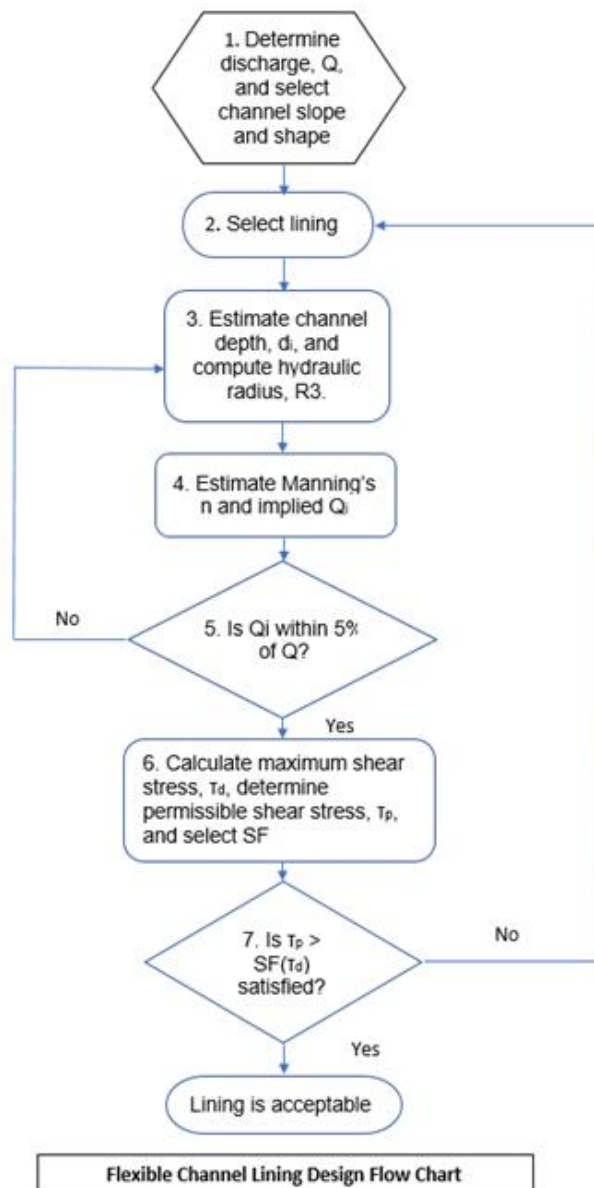 1. Determine
discharge, Q,
and select
channel slope
and shape
2. Select lining
3. Estimate channel
depth, di, and
compute hydraulic
radius, R3.
4. Estimate Manning's
n and implied Qi
5. Is Qi within 5%
of Q?
No
Yes
6. Calculate maximum shear
stress, τd, determine
permissible shear stress, τp,
and select SF
7. Is τp >
SF(τd)
satisfied?
No
Yes
Lining is acceptable
Flexible Channel Lining Design Flow Chart